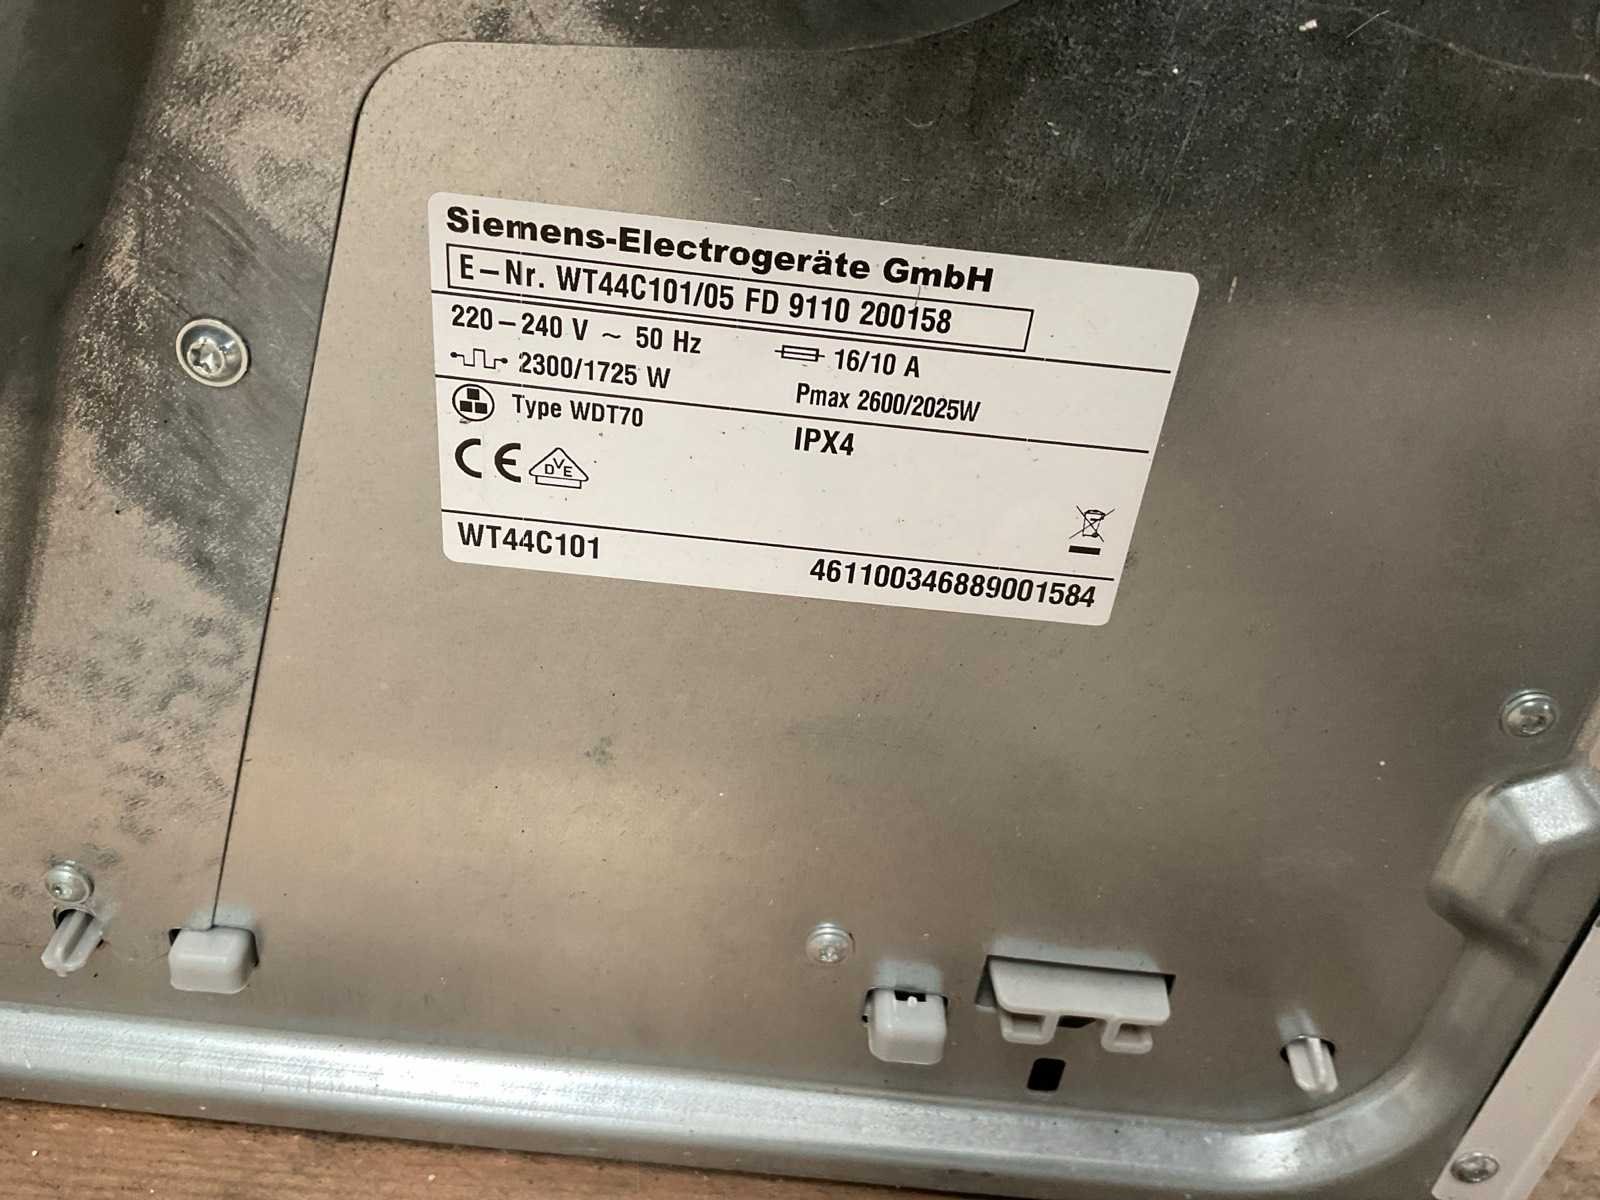 Siemens-Electrogeräte GmbH
E-Nr. WT44C101/05 FD 9110 200158
220-240 V ~ 50 Hz 16/10 A
2300/1725 W Pmax 2600/2025W
Type WDT70 IPX4
CE DVE
WT44C101 461100346889001584